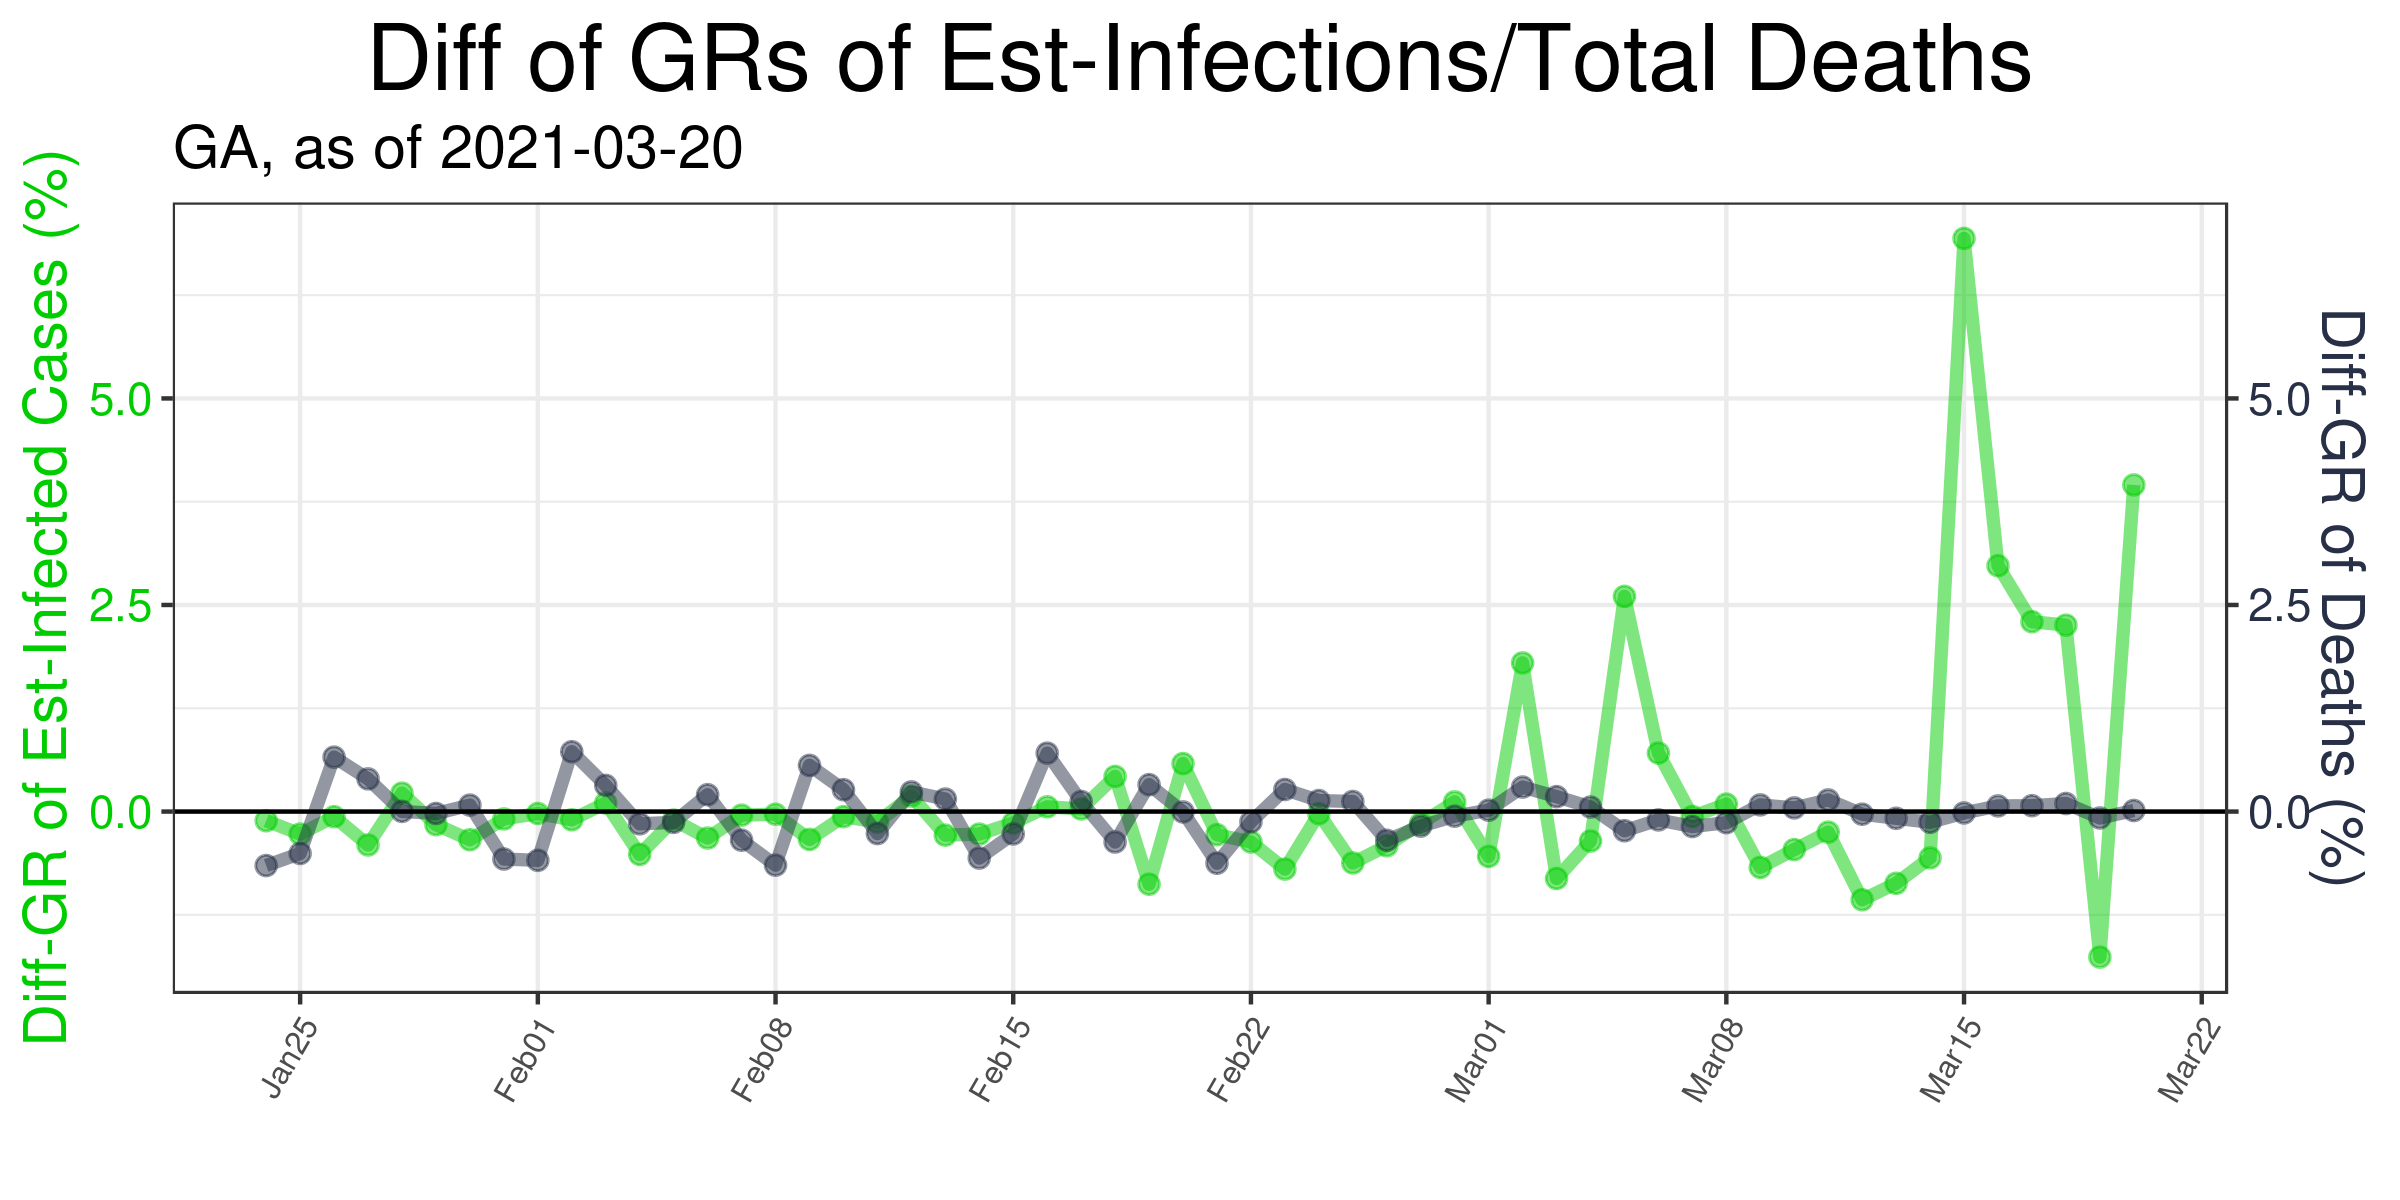 Diff of GRs of Est-Infections/Total Deaths
GA, as of 2021-03-20
Diff-GR of Est-Infected Cases (%)
5.0
2.5
0.0
5.0
2.5
0.0
Diff-GR of Deaths (%)
Jan25
Feb01
Feb08
Feb15
Feb22
Mar01
Mar08
Mar15
Mar22